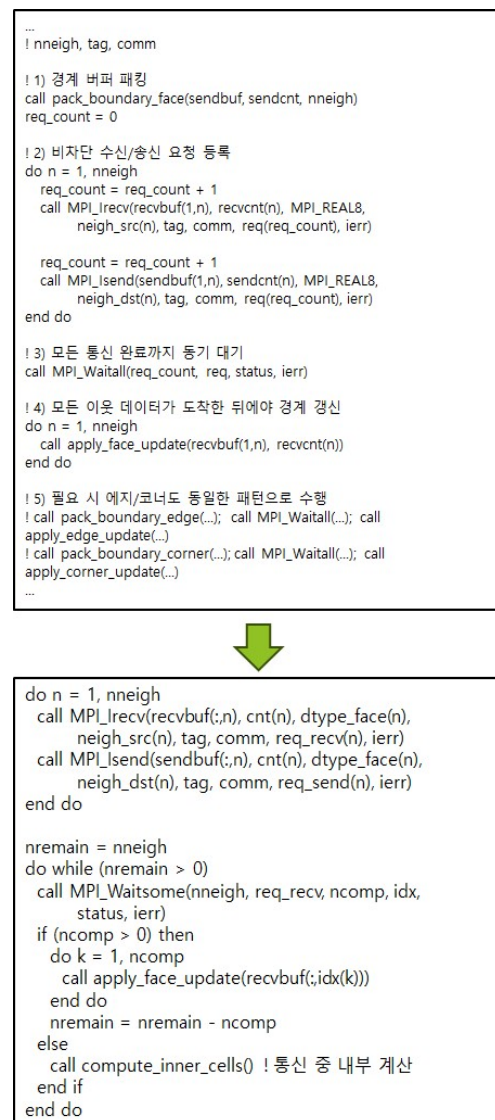 ...
! nneigh, tag, comm
! 1) 경계 버퍼 패킹
call pack_boundary_face(sendbuf, sendcnt, nneigh)
req_count = 0
! 2) 비차단 수신/송신 요청 등록
do n = 1, nneigh
req_count = req_count + 1
call MPI_Irecv(recvbuf(1,n), recvcnt(n), MPI_REAL8,
neigh_src(n), tag, comm, req(req_count), ierr)
req_count = req_count + 1
call MPI_Isend(sendbuf(1,n), sendcnt(n), MPI_REAL8,
neigh_dst(n), tag, comm, req(req_count), ierr)
end do
! 3) 모든 통신 완료까지 동기 대기
call MPI_Waitall(req_count, req, status, ierr)
! 4) 모든 이웃 데이터가 도착한 뒤에야 경계 갱신
do n = 1, nneigh
call apply_face_update(recvbuf(1,n), recvcnt(n))
end do
! 5) 필요 시 에지/코너도 동일한 패턴으로 수행
! call pack_boundary_edge(...); call MPI_Waitall(...); call
apply_edge_update(...)
! call pack_boundary_corner(...); call MPI_Waitall(...); call
apply_corner_update(...)
...
do n = 1, nneigh
call MPI_Irecv(recvbuf(:,n), cnt(n), dtype_face(n),
neigh_src(n), tag, comm, req_recv(n), ierr)
call MPI_Isend(sendbuf(:,n), cnt(n), dtype_face(n),
neigh_dst(n), tag, comm, req_send(n), ierr)
end do
nremain = nneigh
do while (nremain > 0)
call MPI_Waitsome(nneigh, req_recv, ncomp, idx,
status, ierr)
if (ncomp > 0) then
do k = 1, ncomp
call apply_face_update(recvbuf(:,idx(k)))
end do
nremain = nremain - ncomp
else
call compute_inner_cells() ! 통신 중 내부 계산
end if
end do